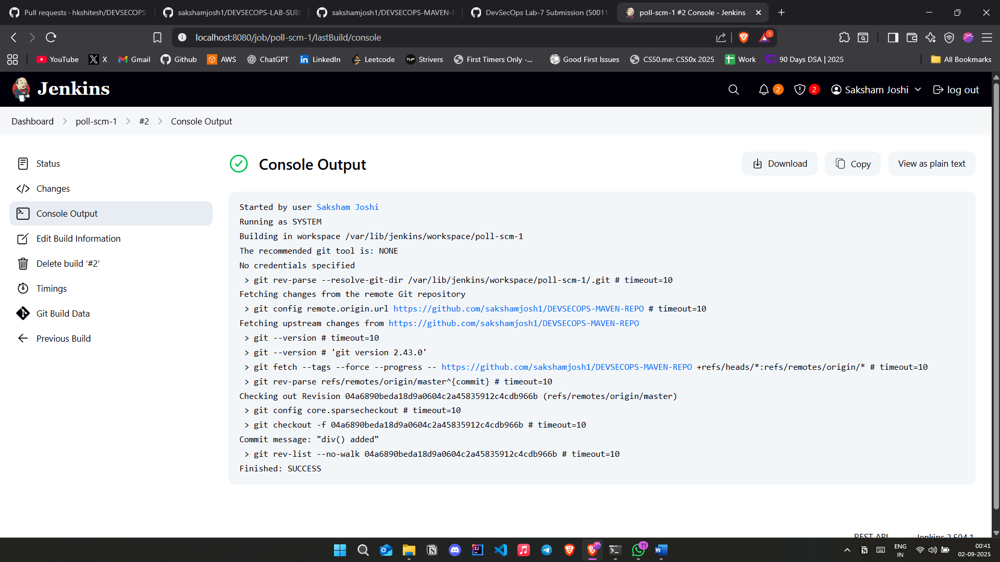 Pull requests · hkshitesh/DEVSECOPS-
sakshamjosh1/DEVSECOPS-LAB-SUB
sakshamjosh1/DEVSECOPS-MAVEN-R
DevSecOps Lab-7 Submission (50011
poll-scm-1 #2 Console - Jenkins
localhost:8080/job/poll-scm-1/lastBuild/console
1
YouTube
X
Gmail
Github
AWS
ChatGPT
LinkedIn
Leetcode
Strivers
First Timers Only -...
Good First Issues
CS50.me: CS50x 2025
Work
90 Days DSA | 2025
All Bookmarks
Jenkins
2
2
Saksham Joshi
log out
Dashboard
poll-scm-1
#2
Console Output
Status
Changes
Console Output
Edit Build Information
Delete build ‘#2’
Timings
Git Build Data
Previous Build
Console Output
Download
Copy
View as plain text
Started by user Saksham Joshi
Running as SYSTEM
Building in workspace /var/lib/jenkins/workspace/poll-scm-1
The recommended git tool is: NONE
No credentials specified
> git rev-parse --resolve-git-dir /var/lib/jenkins/workspace/poll-scm-1/.git # timeout=10
Fetching changes from the remote Git repository
> git config remote.origin.url https://github.com/sakshamjosh1/DEVSECOPS-MAVEN-REPO # timeout=10
Fetching upstream changes from https://github.com/sakshamjosh1/DEVSECOPS-MAVEN-REPO
> git --version # timeout=10
> git --version # 'git version 2.43.0'
> git fetch --tags --force --progress -- https://github.com/sakshamjosh1/DEVSECOPS-MAVEN-REPO +refs/heads/*:refs/remotes/origin/* # timeout=10
> git rev-parse refs/remotes/origin/master^{commit} # timeout=10
Checking out Revision 04a6890beda18d9a0604c2a45835912c4cdb966b (refs/remotes/origin/master)
> git config core.sparsecheckout # timeout=10
> git checkout -f 04a6890beda18d9a0604c2a45835912c4cdb966b # timeout=10
Commit message: "div() added"
> git rev-list --no-walk 04a6890beda18d9a0604c2a45835912c4cdb966b # timeout=10
Finished: SUCCESS
REST API
Jenkins 2.504.1
11
ENG
IN
00:41
02-09-2025